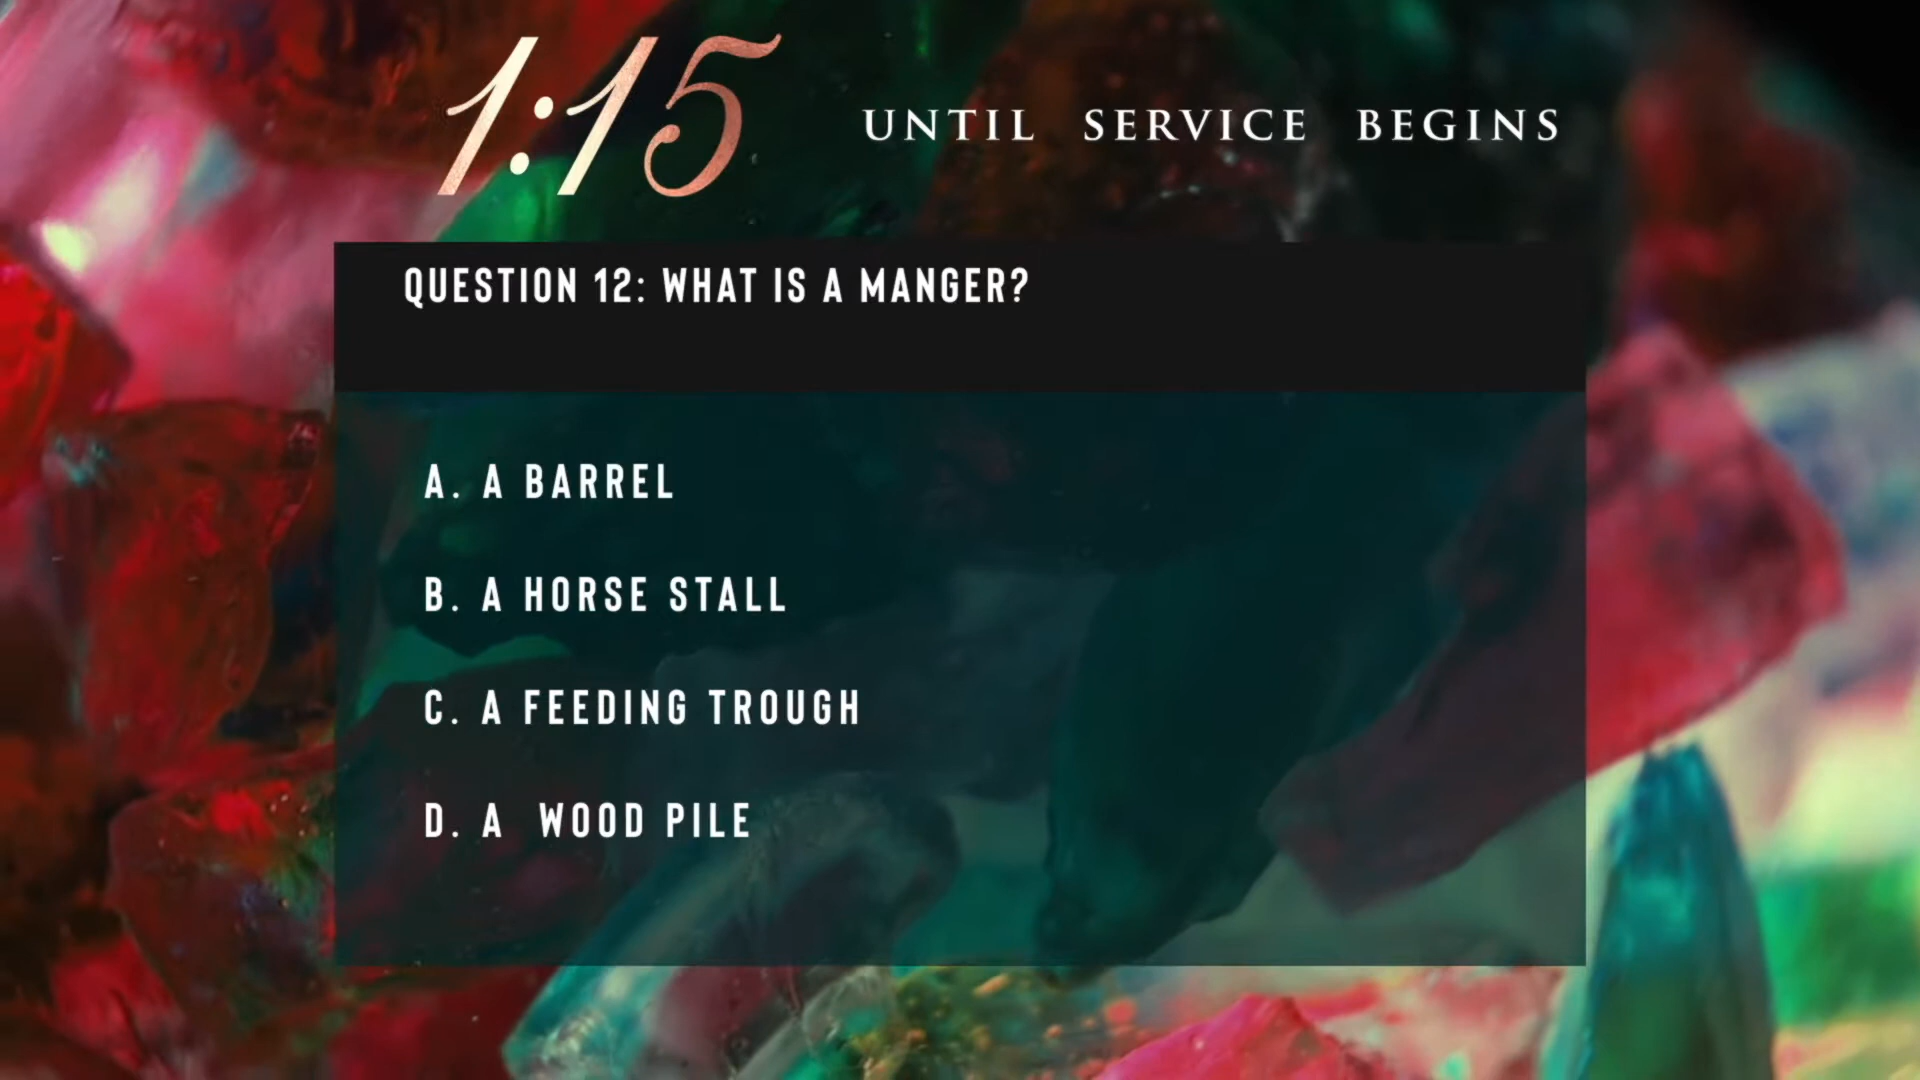 1:15 UNTIL SERVICE BEGINS
QUESTION 12: WHAT IS A MANGER?
A. A BARREL
B. A HORSE STALL
C. A FEEDING TROUGH
D. A WOOD PILE